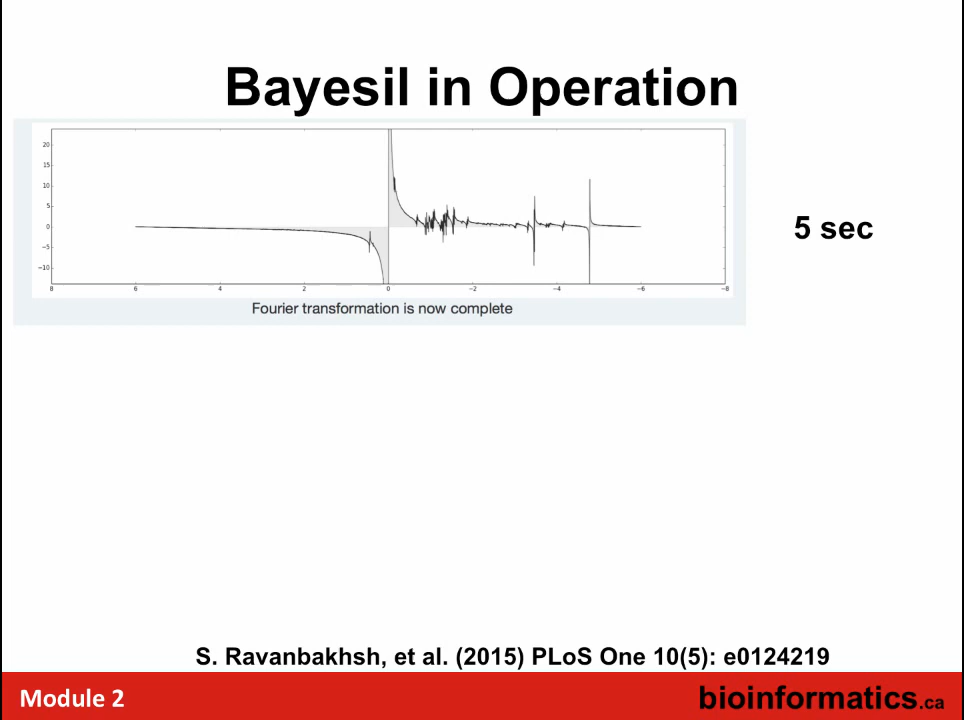 Bayesil in Operation
20
15
10
5
0
−5
−10
8 6 4 2 0 −2 −4 −6 −8
Fourier transformation is now complete
5 sec
S. Ravanbakhsh, et al. (2015) PLoS One 10(5): e0124219
Module 2
bioinformatics.ca